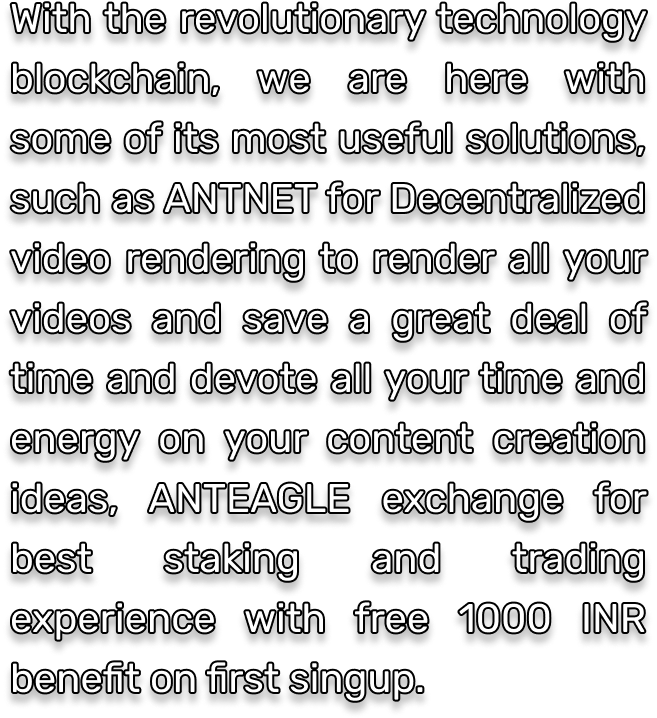 With the revolutionary technology
blockchain, we are here with
some of its most useful solutions,
such as ANTNET for Decentralized
video rendering to render all your
videos and save a great deal of
time and devote all your time and
energy on your content creation
ideas, ANTEAGLE exchange for
best staking and trading
experience with free 1000 INR
benefit on first singup.